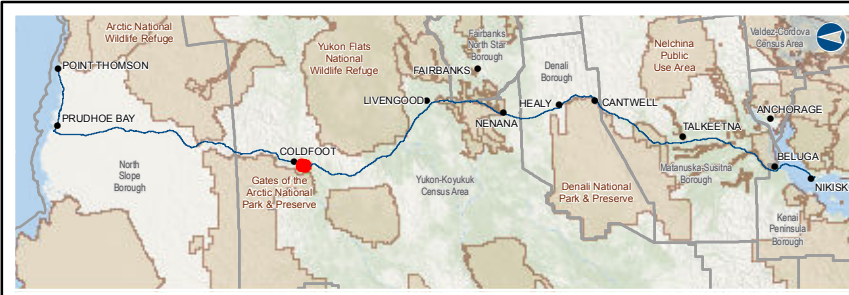 Arctic National
Wildlife Refuge
POINT THOMSON
PRUDHOE BAY
North
Slope
Borough
COLDFOOT
Gates of the
Arctic National
Park & Preserve
Yukon Flats
National
Wildlife Refuge
Fairbanks
North Star
Borough
FAIRBANKS
LIVENGOOD
NENANA
Yukon-Koyukuk
Census Area
Denali
Borough
HEALY
CANTWELL
Denali National
Park & Preserve
Nelchina
Public
Use Area
TALKEETNA
Matanuska-Susitna
Borough
Valdez-Cordova
Census Area
ANCHORAGE
BELUGA
NIKISK
Kenai
Peninsula
Borough